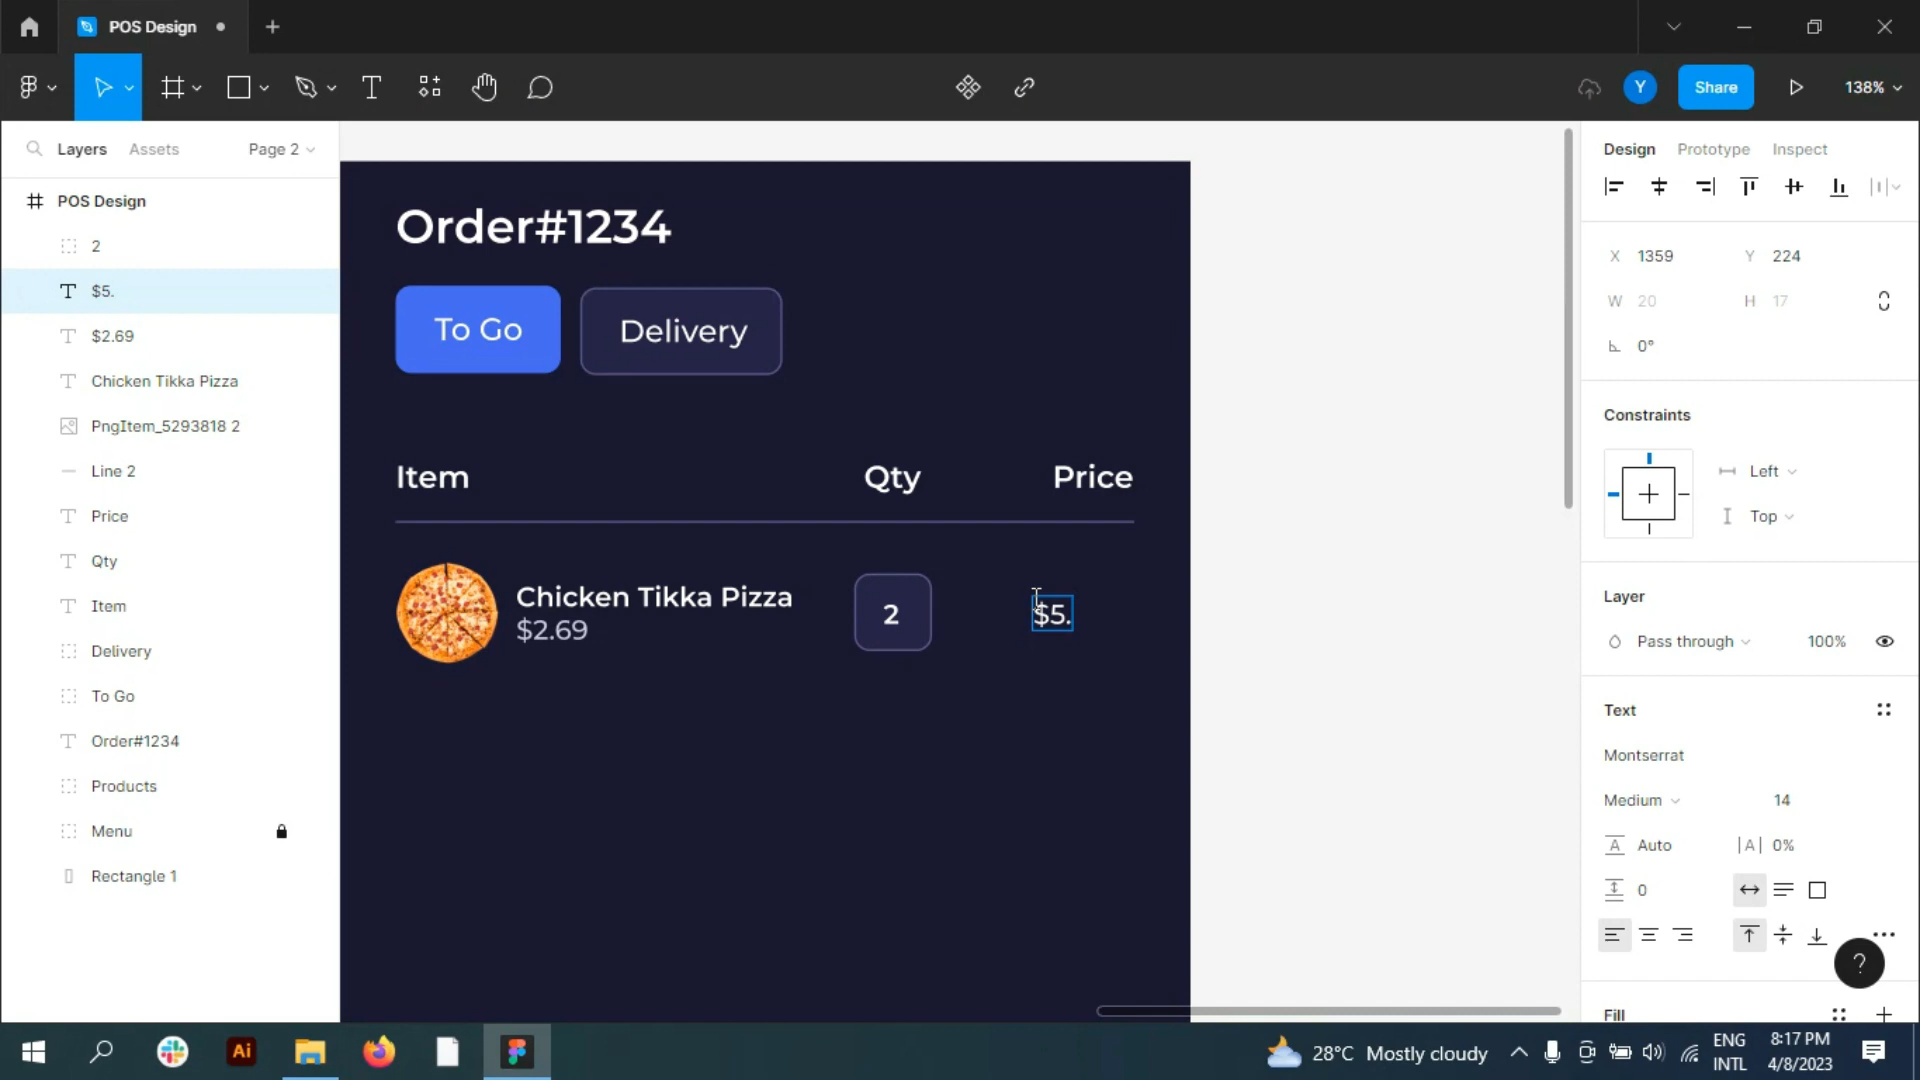 POS Design
Y
Share
138%
Layers
Assets
Page 2
Design
Prototype
Inspect
POS Design
2
$5.
$2.69
Chicken Tikka Pizza
PngItem_5293818 2
Line 2
Price
Qty
Item
Delivery
To Go
Order#1234
Products
Menu
Rectangle 1
Order#1234
To Go
Delivery
Item
Qty
Price
Chicken Tikka Pizza
$2.69
2
$5.
X 1359
Y 224
W 20
H 17
0°
Constraints
Left
Top
Layer
Pass through
100%
Text
Montserrat
Medium
14
A Auto
|A| 0%
0
?
Fill
Ai
28°C Mostly cloudy
ENG
INTL
8:17 PM
4/8/2023